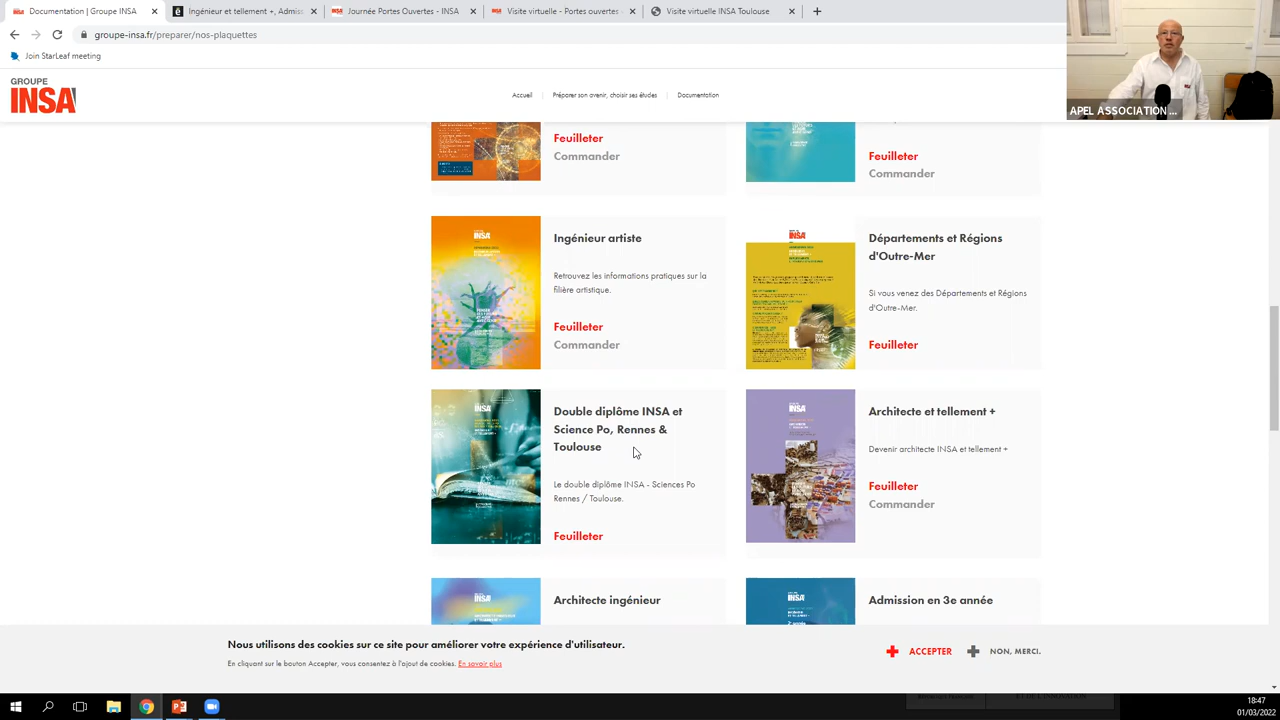 Documentation | Groupe INSA
Ingénieur et tellement +, Admiss
Journée Portes Ouvertes - INSA
Visite virtuelle - Portes ouvertes -
Visite virtuelle INSA Toulouse
groupe-insa.fr/preparer/nos-plaquettes
Join StarLeaf meeting
APEL ASSOCIATION ...
GROUPE
INSA
Accueil
Préparer son avenir, choisir ses études
Documentation
Feuilleter
Commander
Feuilleter
Commander
INSA
Ingénieur artiste
Retrouvez les informations pratiques sur la
filière artistique.
Feuilleter
Commander
INSA
Départements et Régions
d'Outre-Mer
Si vous venez des Départements et Régions
d'Outre-Mer.
Feuilleter
INSA
Double diplôme INSA et
Science Po, Rennes &
Toulouse
Le double diplôme INSA - Sciences Po
Rennes / Toulouse.
Feuilleter
INSA
Architecte et tellement +
Devenir architecte INSA et tellement +
Feuilleter
Commander
INSA
Architecte ingénieur
INSA
Admission en 3e année
Nous utilisons des cookies sur ce site pour améliorer votre expérience d'utilisateur.
En cliquant sur le bouton Accepter, vous consentez à l'ajout de cookies. En savoir plus
ACCEPTER
NON, MERCI.
18:47
01/03/2022